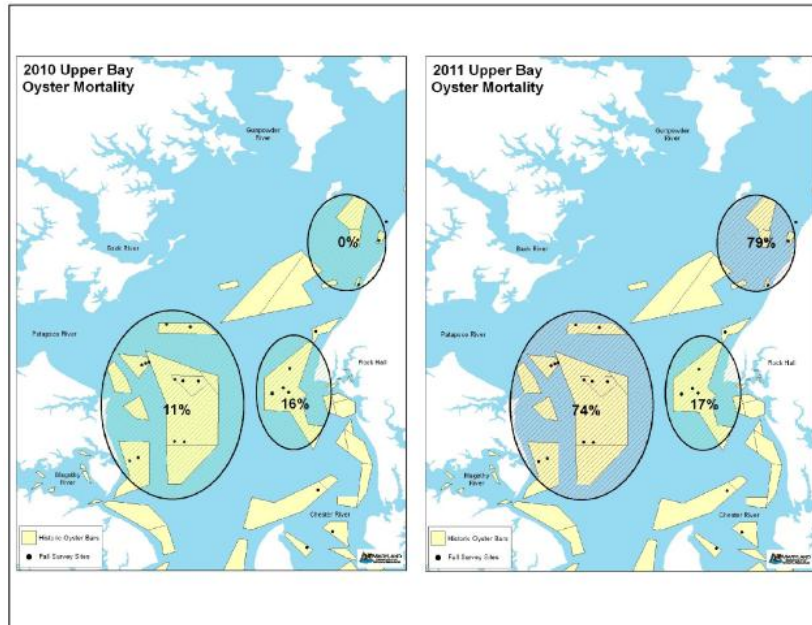 2010 Upper Bay
Oyster Mortality
Gunpowder
River
0%
Back River
Patapsco River
Rock Hall
11%
16%
Magothy
River
Chester River
Historic Oyster Bars
Fall Survey Sites
MARYLAND
2011 Upper Bay
Oyster Mortality
Gunpowder
River
79%
Back River
Patapsco River
Rock Hall
74%
17%
Magothy
River
Chester River
Historic Oyster Bars
Fall Survey Sites
MARYLAND